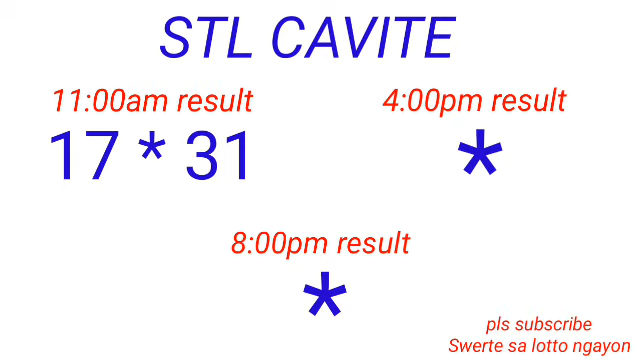 STL CAVITE
11:00am result
17 * 31
4:00pm result
*
8:00pm result
*
pls subscribe
Swerte sa lotto ngayon